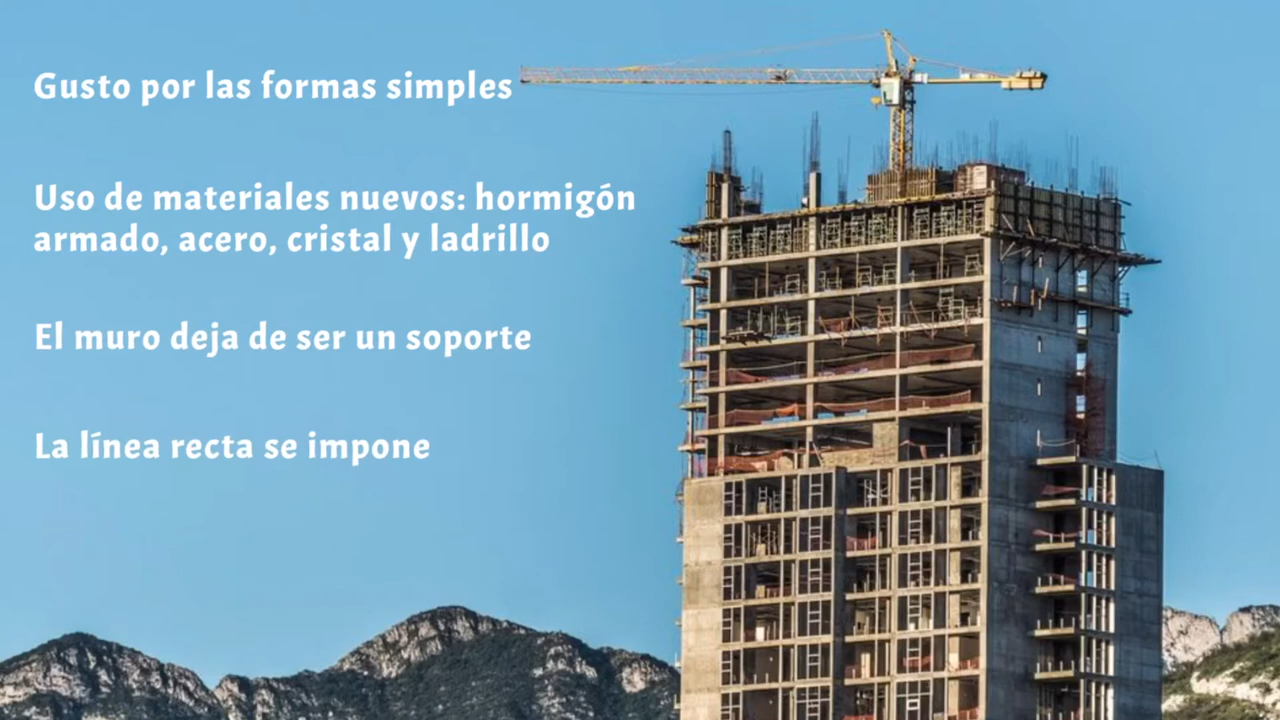 Gusto por las formas simples
Uso de materiales nuevos: hormigón
armado, acero, cristal y ladrillo
El muro deja de ser un soporte
La línea recta se impone